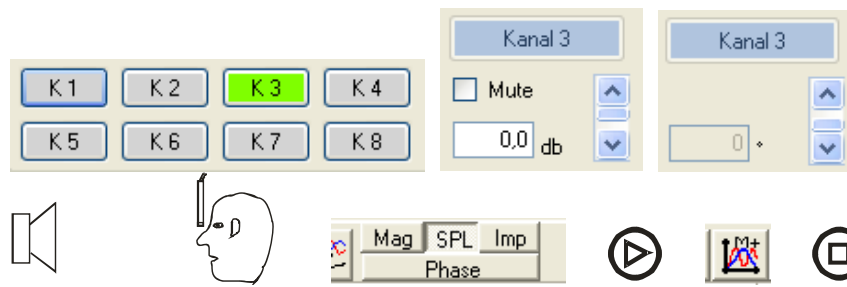 Kanal 3
Kanal 3
K 1 K 2 K 3 K 4
Mute
K 5 K 6 K 7 K 8
0,0 db
0 °
Mag SPL Imp
Phase
M+